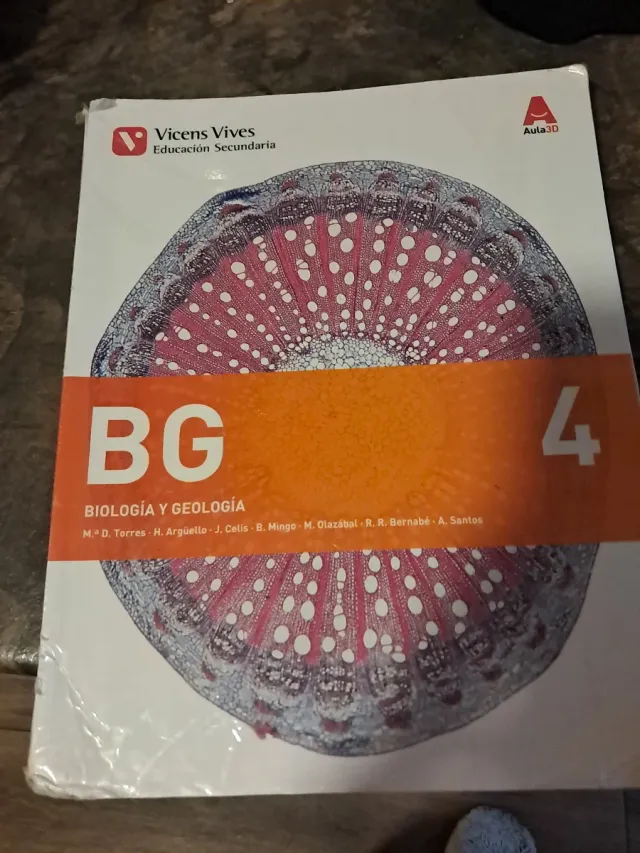 Vicens Vives
Educación Secundaria
Aula3D
BG
4
BIOLOGÍA Y GEOLOGÍA
M.ª D. Torres · H. Argüello · J. Celis · B. Mingo · M. Olazábal · R. R. Bernabé · A. Santos